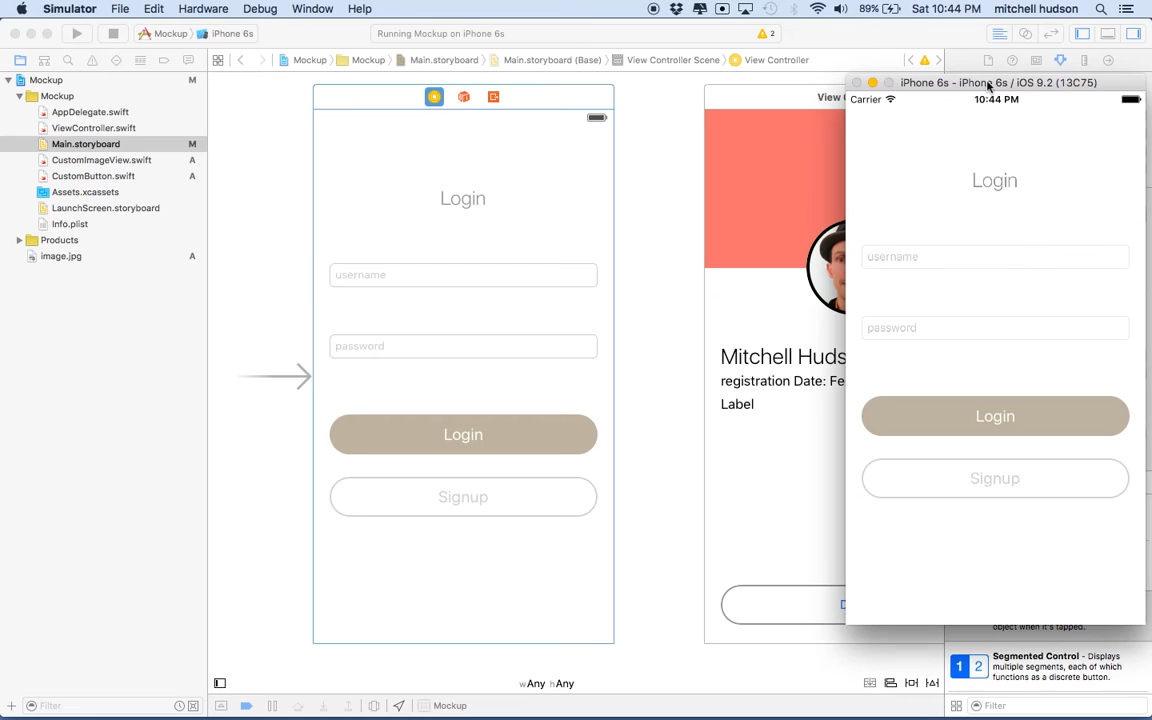 Simulator File Edit Hardware Debug Window Help 89% Sat 10:44 PM mitchell hudson
Mockup iPhone 6s Running Mockup on iPhone 6s 2
Mockup Mockup Main.storyboard Main.storyboard (Base) View Controller Scene View Controller
Mockup M
Mockup
AppDelegate.swift
ViewController.swift
Main.storyboard M
CustomImageView.swift A
CustomButton.swift A
Assets.xcassets
LaunchScreen.storyboard
Info.plist
Products
image.jpg A
Login
username
password
Login
Signup
View C
Mitchell Huds
registration Date: Fe
Label
D
iPhone 6s - iPhone 6s / iOS 9.2 (13C75)
Carrier 10:44 PM
Login
username
password
Login
Signup
object when it's tapped.
1 2 Segmented Control - Displays
multiple segments, each of which
functions as a discrete button.
wAny hAny
Filter Mockup Filter